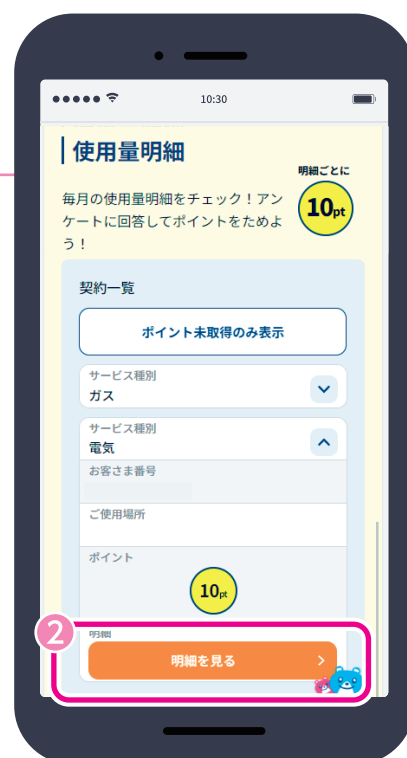 10:30
使用量明細
明細ごとに
10pt
毎月の使用量明細をチェック！アン
ケートに回答してポイントをためよ
う！
契約一覧
ポイント未取得のみ表示
サービス種別
ガス
サービス種別
電気
お客さま番号
ご使用場所
ポイント
10pt
2
明細
明細を見る